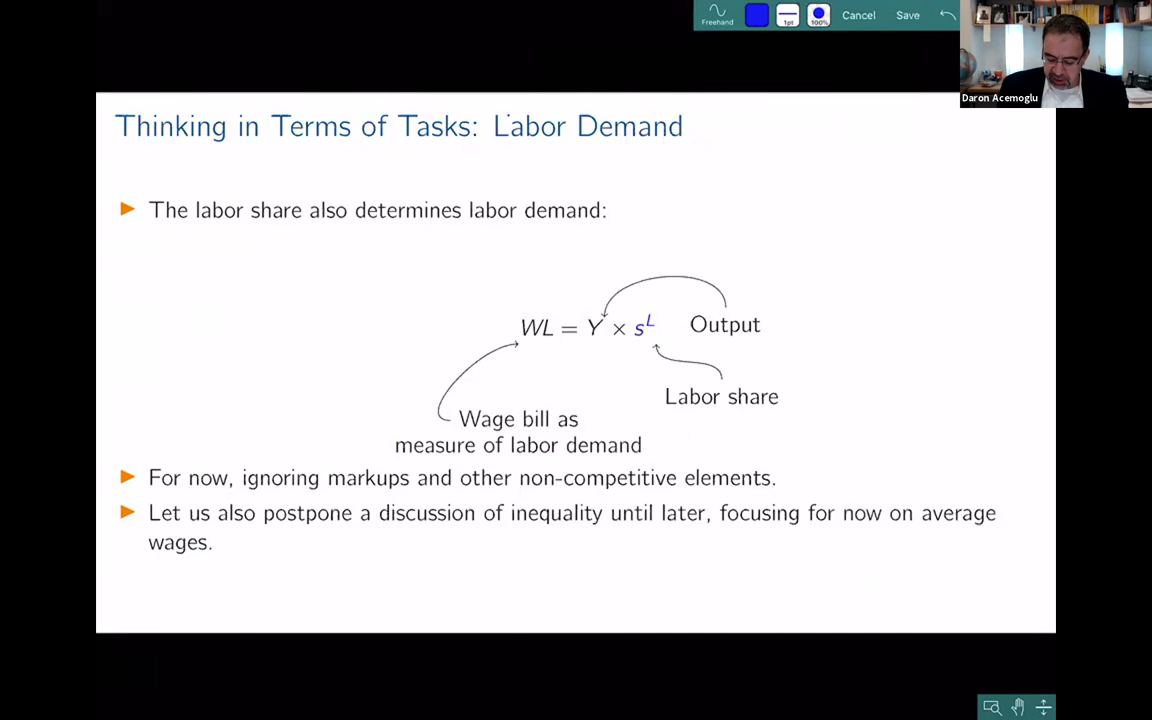 Freehand
1pt
100%
Cancel Save
Daron Acemoglu
Thinking in Terms of Tasks: Labor Demand
The labor share also determines labor demand:
WL = Y × s^L Output
Labor share
Wage bill as
measure of labor demand
For now, ignoring markups and other non-competitive elements.
Let us also postpone a discussion of inequality until later, focusing for now on average
wages.